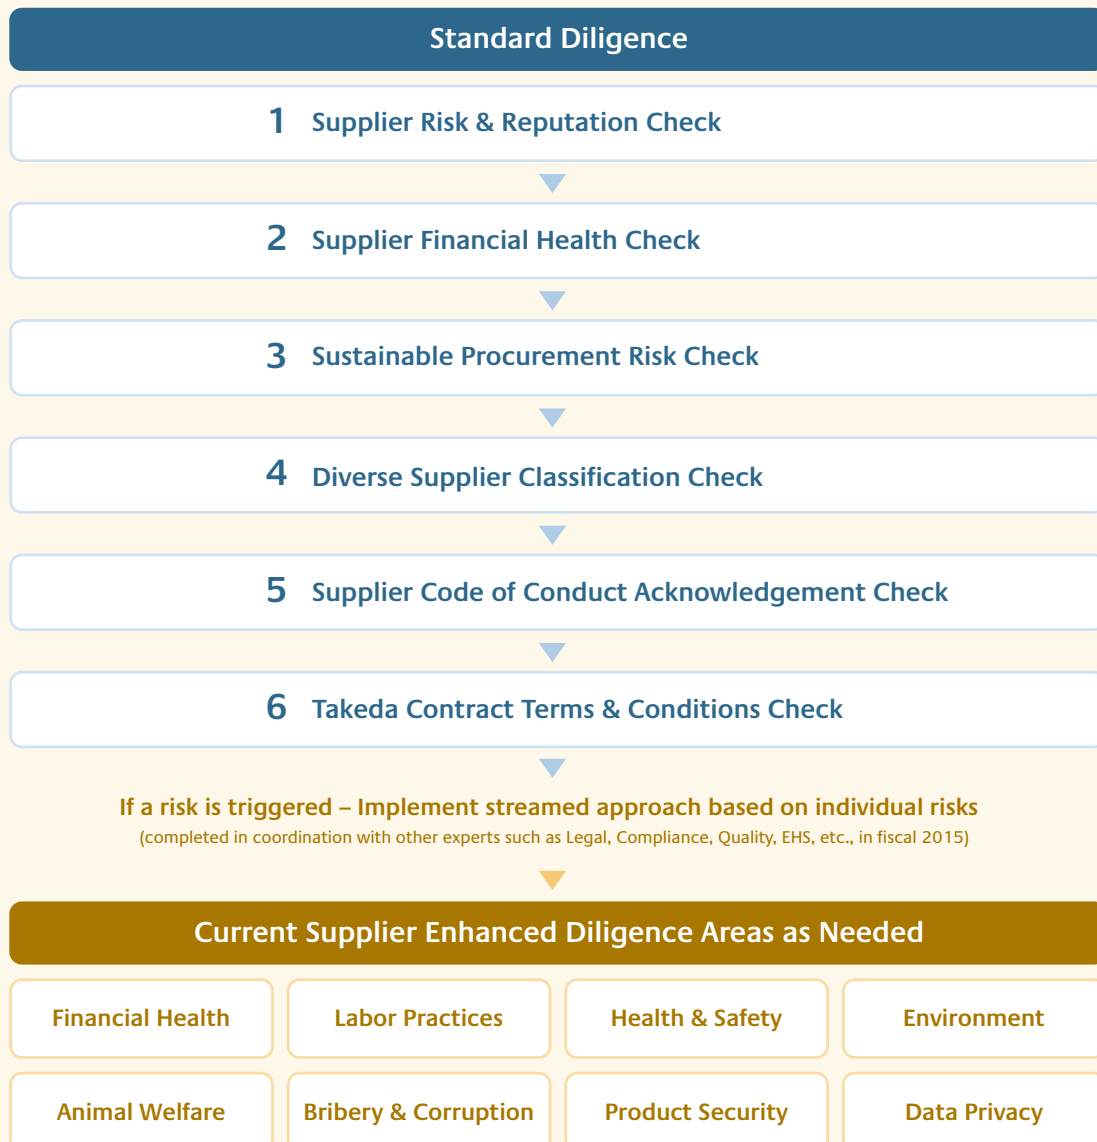 Standard Diligence
1 Supplier Risk & Reputation Check
2 Supplier Financial Health Check
3 Sustainable Procurement Risk Check
4 Diverse Supplier Classification Check
5 Supplier Code of Conduct Acknowledgement Check
6 Takeda Contract Terms & Conditions Check
If a risk is triggered – Implement streamed approach based on individual risks
(completed in coordination with other experts such as Legal, Compliance, Quality, EHS, etc., in fiscal 2015)
Current Supplier Enhanced Diligence Areas as Needed
Financial Health
Labor Practices
Health & Safety
Environment
Animal Welfare
Bribery & Corruption
Product Security
Data Privacy